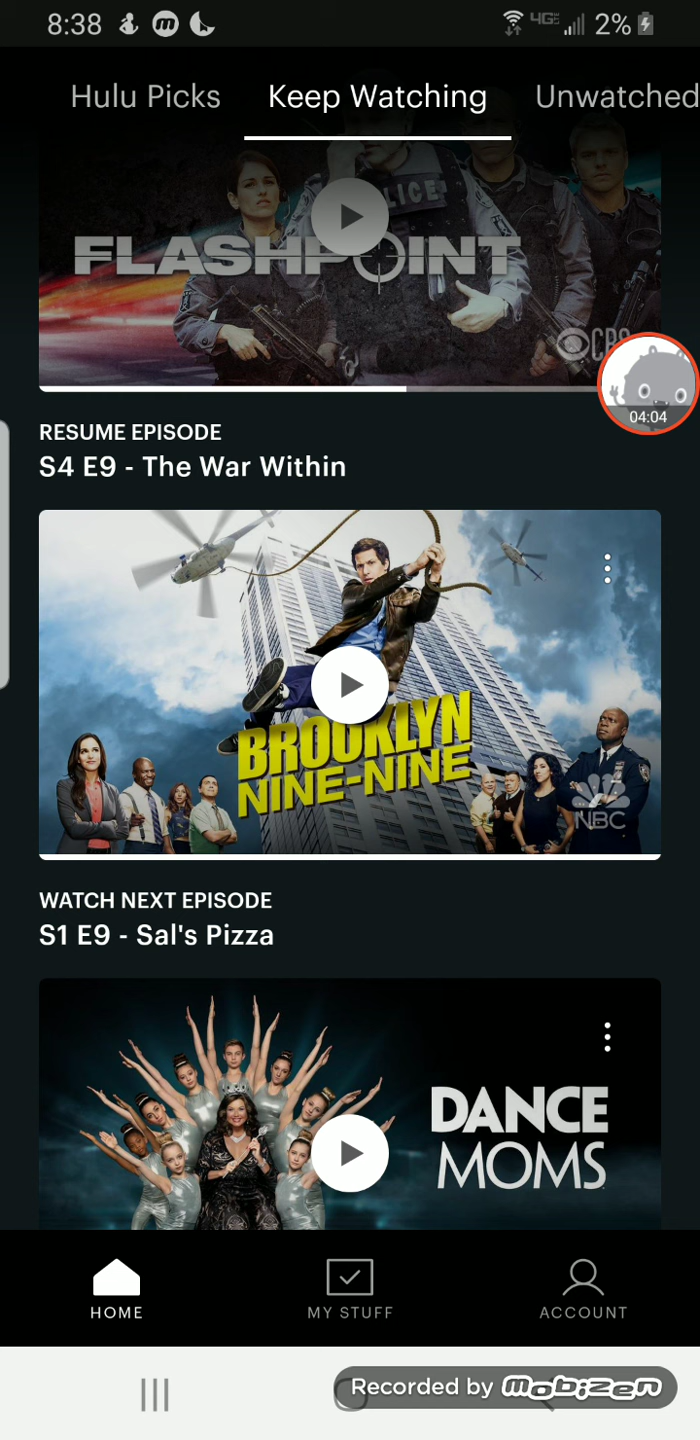 8:38
4G
2%
Hulu Picks
Keep Watching
Unwatched
POLICE
FLASHPOINT
CBS
04:04
RESUME EPISODE
S4 E9 - The War Within
BROOKLYN
NINE-NINE
NBC
WATCH NEXT EPISODE
S1 E9 - Sal's Pizza
DANCE
MOMS
HOME
MY STUFF
ACCOUNT
Recorded by mobizen